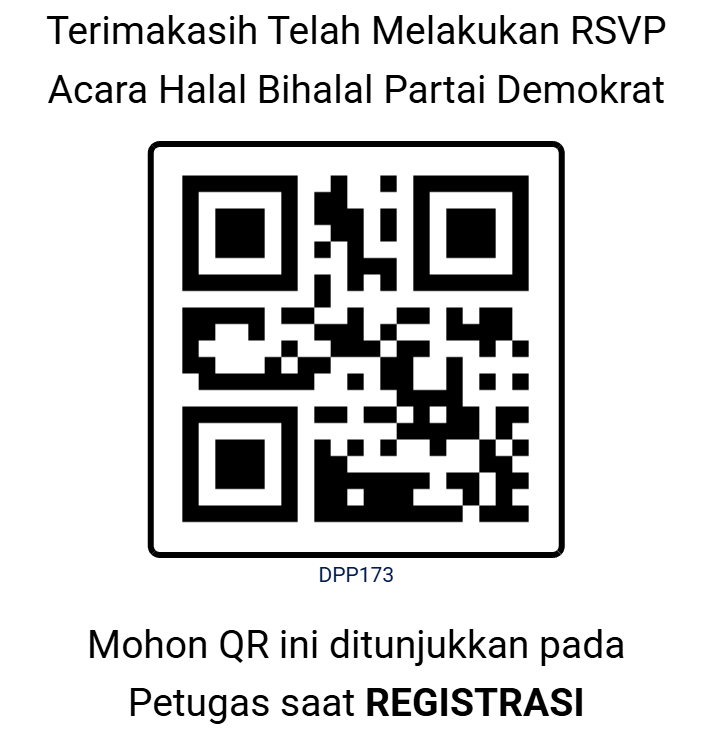 Terimakasih Telah Melakukan RSVP
Acara Halal Bihalal Partai Demokrat
DPP173
Mohon QR ini ditunjukkan pada
Petugas saat REGISTRASI